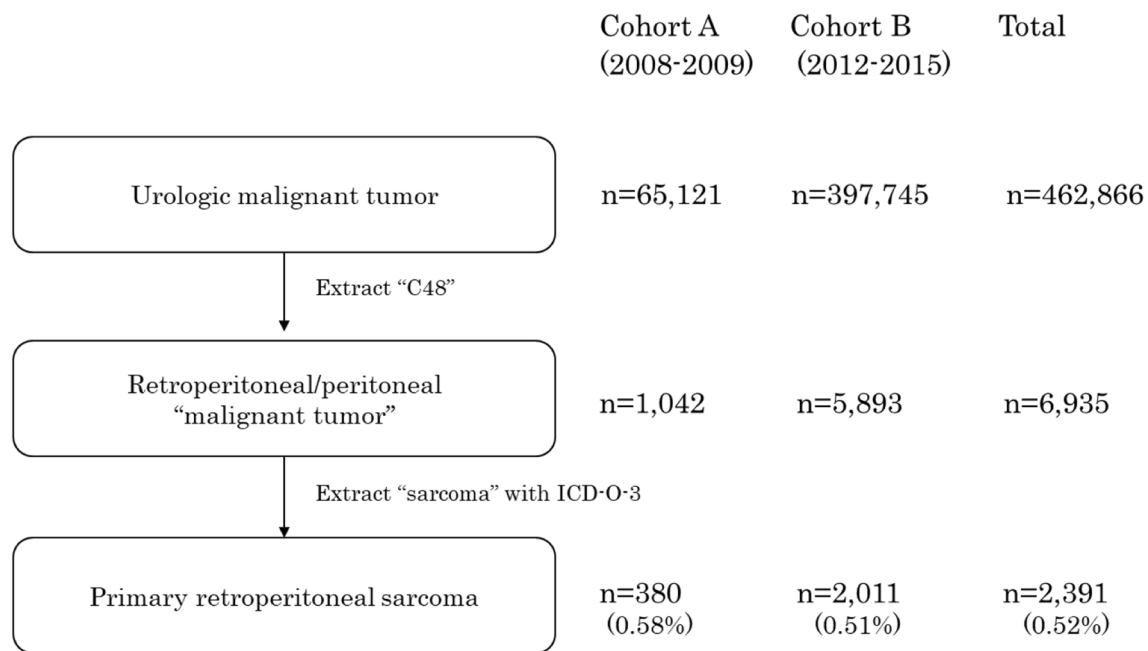 Cohort A Cohort B Total
(2008-2009) (2012-2015)
Urologic malignant tumor n=65,121 n=397,745 n=462,866
Extract “C48”
Retroperitoneal/peritoneal
“malignant tumor” n=1,042 n=5,893 n=6,935
Extract “sarcoma” with ICD-O-3
Primary retroperitoneal sarcoma n=380 n=2,011 n=2,391
(0.58%) (0.51%) (0.52%)